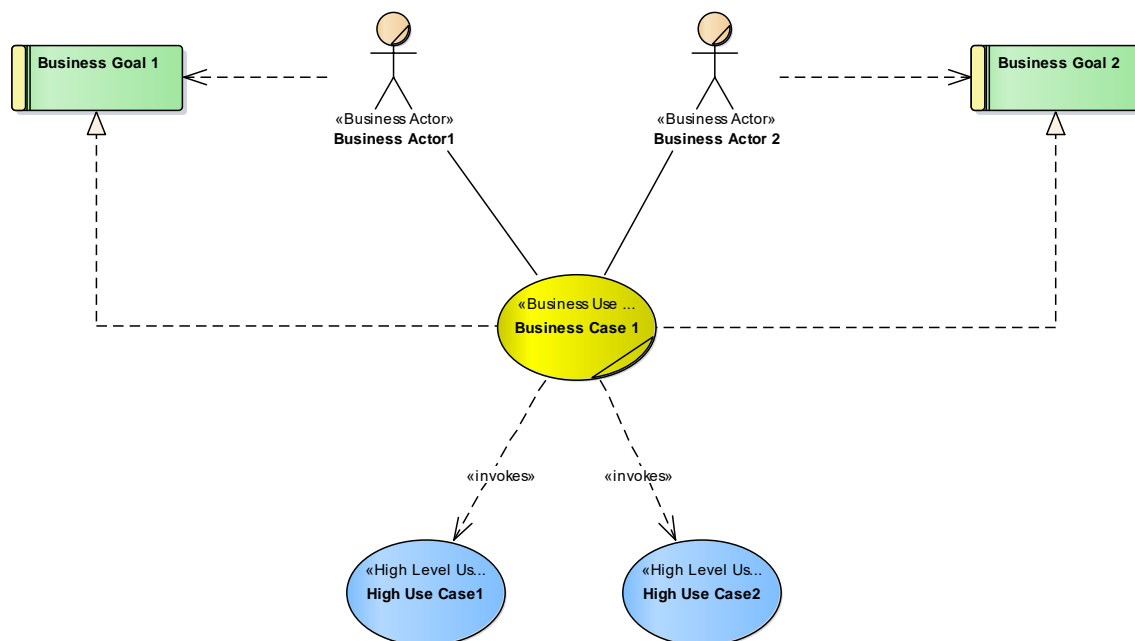 Business Goal 1
Business Goal 2
«Business Actor»
Business Actor1
«Business Actor»
Business Actor 2
«Business Use ...
Business Case 1
«invokes»
«invokes»
«High Level Us...
High Use Case1
«High Level Us...
High Use Case2